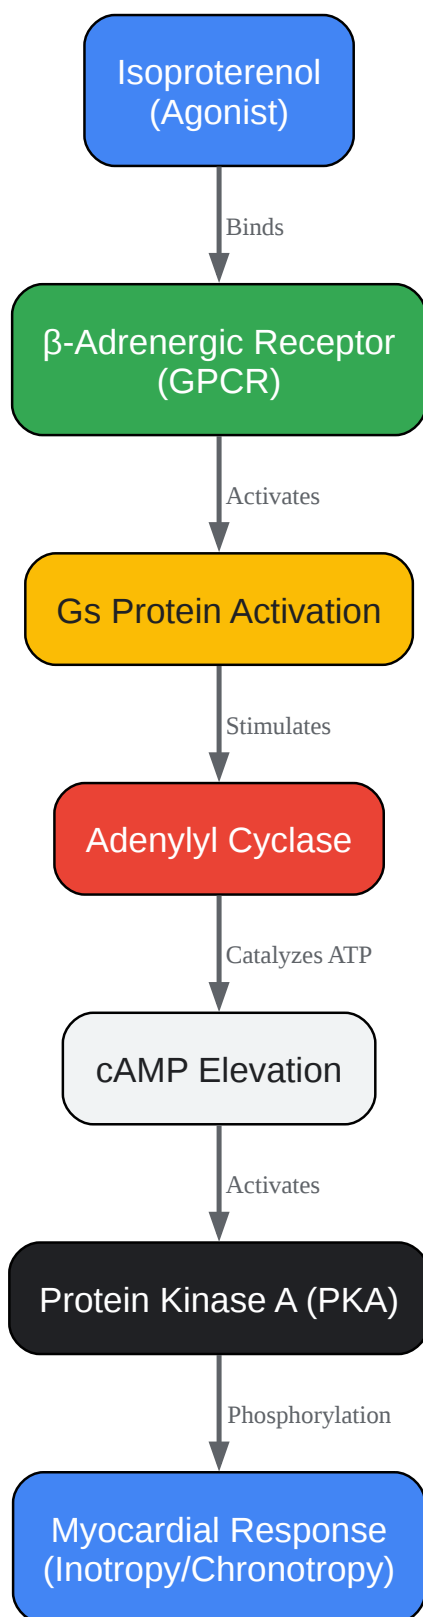 Isoproterenol
(Agonist)
Binds
β-Adrenergic Receptor
(GPCR)
Activates
Gs Protein Activation
Stimulates
Adenylyl Cyclase
Catalyzes ATP
cAMP Elevation
Activates
Protein Kinase A (PKA)
Phosphorylation
Myocardial Response
(Inotropy/Chronotropy)